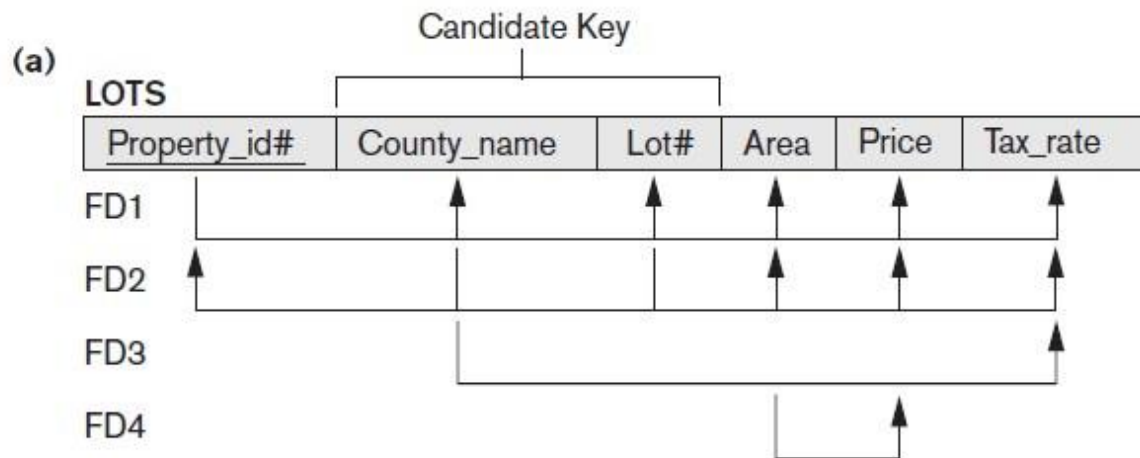 Candidate Key
(a)
LOTS
Property_id# County_name Lot# Area Price Tax_rate
FD1
FD2
FD3
FD4